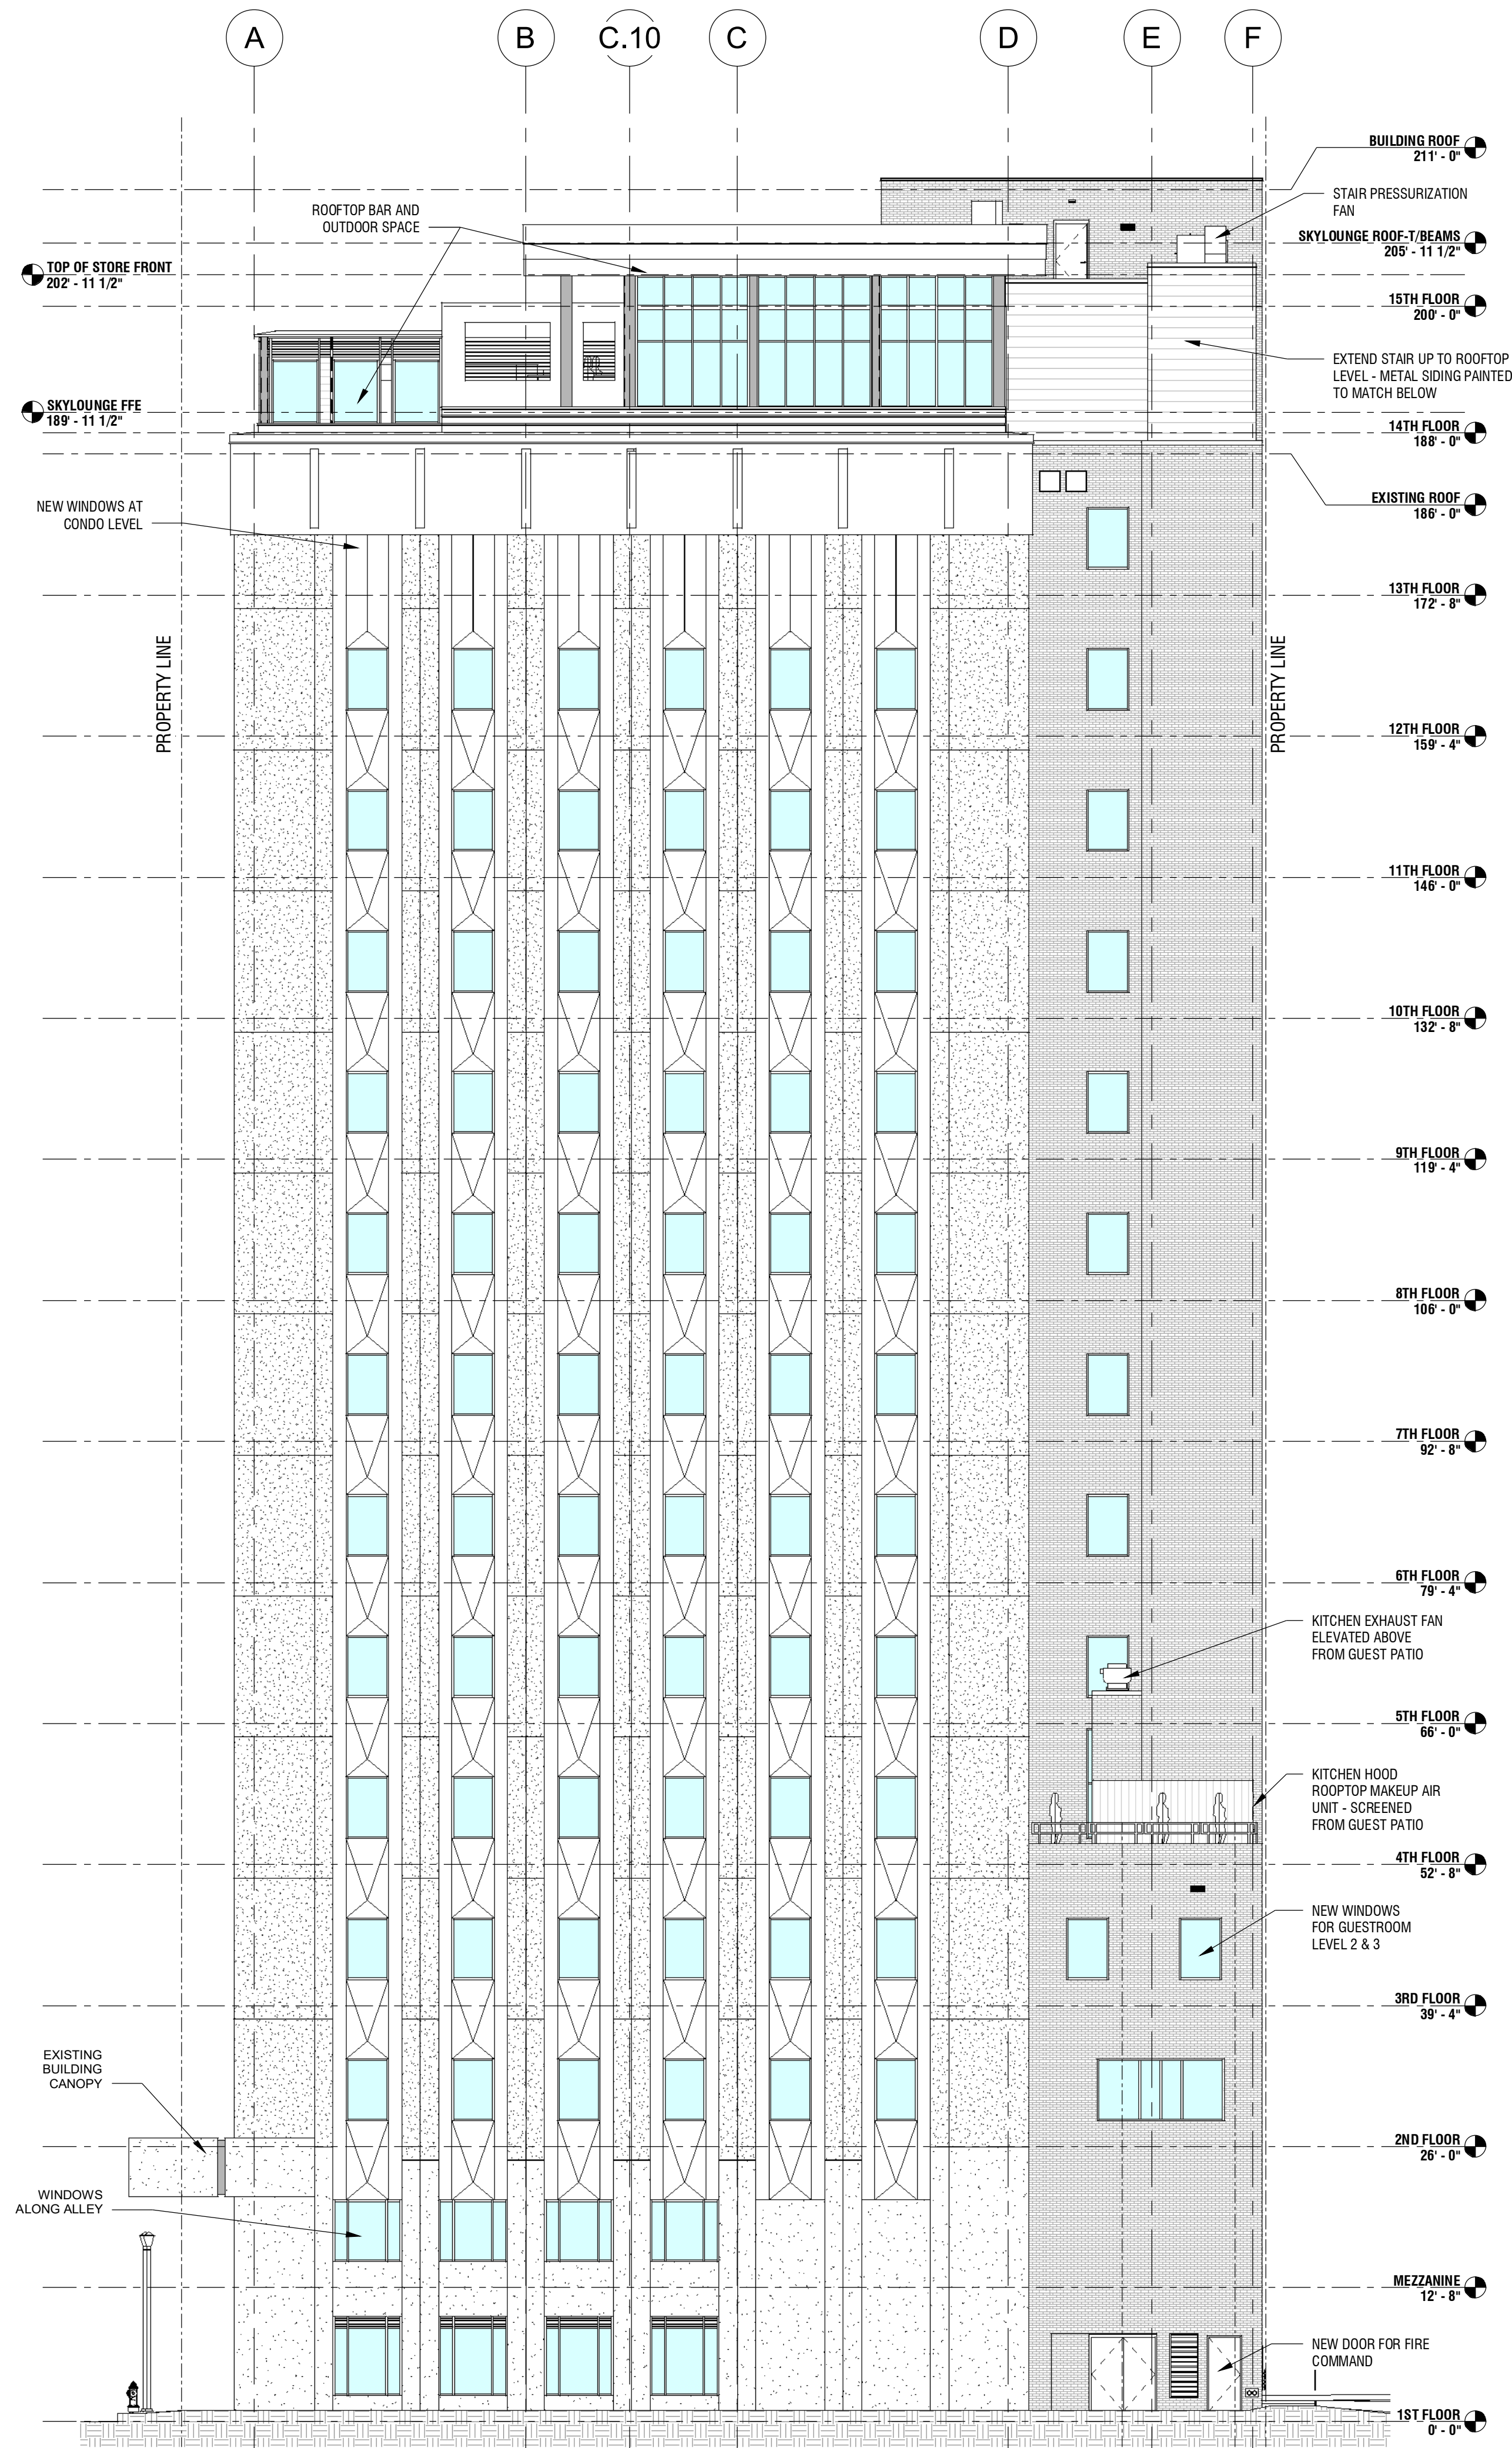 A
B
C.10
C
D
E
F
BUILDING ROOF
211' - 0"
STAIR PRESSURIZATION
FAN
ROOFTOP BAR AND
OUTDOOR SPACE
SKYLOUNGE ROOF-T/BEAMS
205' - 11 1/2"
TOP OF STORE FRONT
202' - 11 1/2"
15TH FLOOR
200' - 0"
EXTEND STAIR UP TO ROOFTOP
LEVEL - METAL SIDING PAINTED
TO MATCH BELOW
SKYLOUNGE FFE
189' - 11 1/2"
14TH FLOOR
188' - 0"
EXISTING ROOF
186' - 0"
NEW WINDOWS AT
CONDO LEVEL
13TH FLOOR
172' - 8"
PROPERTY LINE
PROPERTY LINE
12TH FLOOR
159' - 4"
11TH FLOOR
146' - 0"
10TH FLOOR
132' - 8"
9TH FLOOR
119' - 4"
8TH FLOOR
106' - 0"
7TH FLOOR
92' - 8"
6TH FLOOR
79' - 4"
KITCHEN EXHAUST FAN
ELEVATED ABOVE
FROM GUEST PATIO
5TH FLOOR
66' - 0"
KITCHEN HOOD
ROOPTOP MAKEUP AIR
UNIT - SCREENED
FROM GUEST PATIO
4TH FLOOR
52' - 8"
NEW WINDOWS
FOR GUESTROOM
LEVEL 2 & 3
3RD FLOOR
39' - 4"
EXISTING
BUILDING
CANOPY
2ND FLOOR
26' - 0"
WINDOWS
ALONG ALLEY
MEZZANINE
12' - 8"
NEW DOOR FOR FIRE
COMMAND
1ST FLOOR
0' - 0"